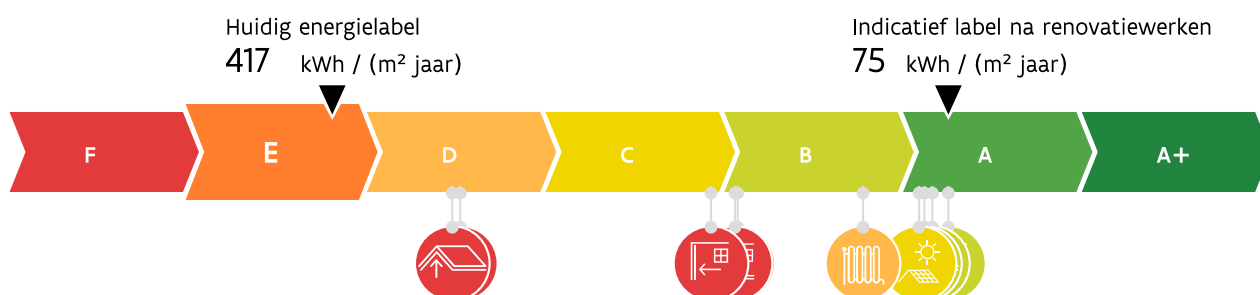 Huidig energielabel
417 kWh / (m² jaar)
Indicatief label na renovatiewerken
75 kWh / (m² jaar)
F
E
D
C
B
A
A+